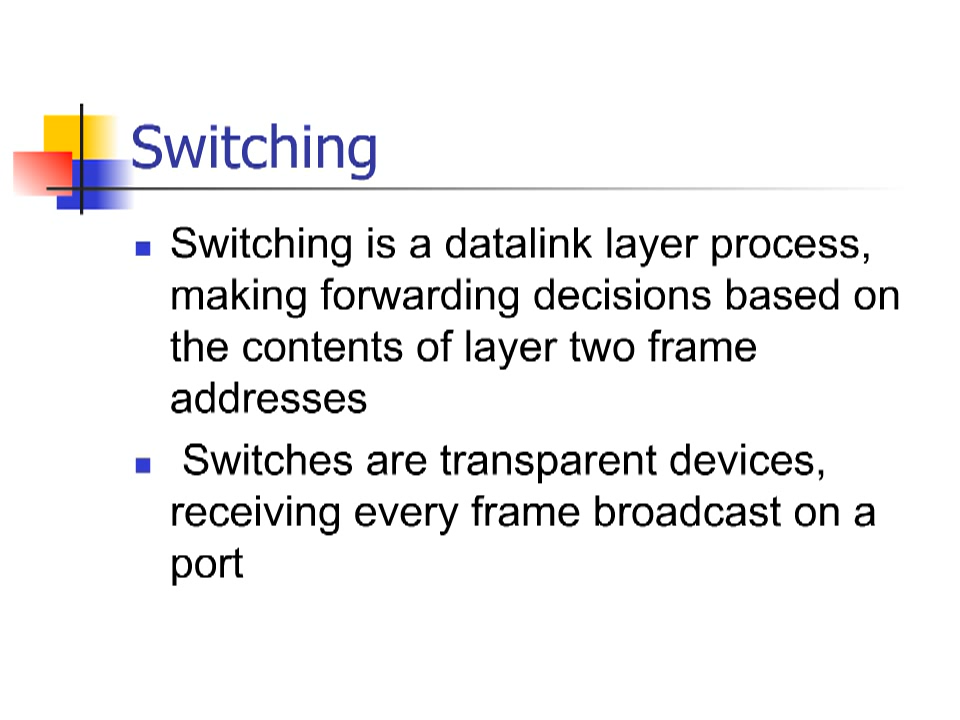 Switching
Switching is a datalink layer process,
making forwarding decisions based on
the contents of layer two frame
addresses
Switches are transparent devices,
receiving every frame broadcast on a
port